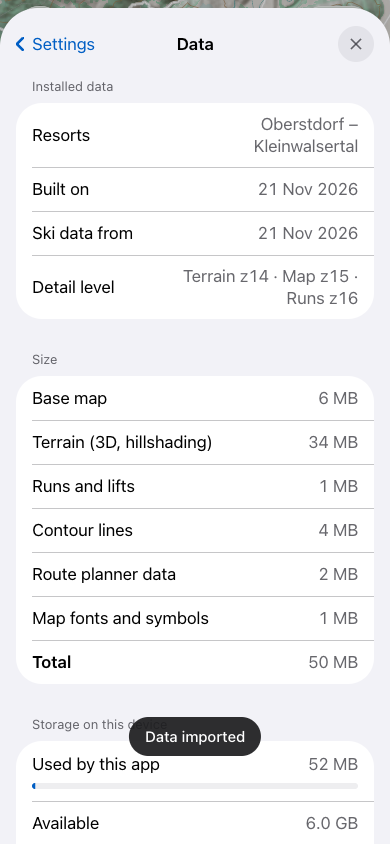 Settings
Data
Installed data
Resorts
Oberstdorf –
Kleinwalsertal
Built on
21 Nov 2026
Ski data from
21 Nov 2026
Detail level
Terrain z14 · Map z15 ·
Runs z16
Size
Base map
6 MB
Terrain (3D, hillshading)
34 MB
Runs and lifts
1 MB
Contour lines
4 MB
Route planner data
2 MB
Map fonts and symbols
1 MB
Total
50 MB
Storage on this device
Data imported
Used by this app
52 MB
Available
6.0 GB